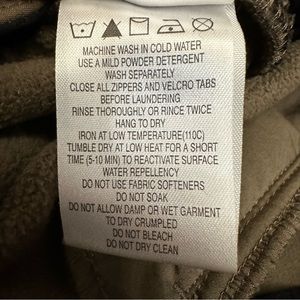 MACHINE WASH IN COLD WATER
USE A MILD POWDER DETERGENT
WASH SEPARATELY
CLOSE ALL ZIPPERS AND VELCRO TABS
BEFORE LAUNDERING
RINSE THOROUGHLY OR RINSE TWICE
HANG TO DRY
IRON AT LOW TEMPERATURE(110C)
TUMBLE DRY AT LOW HEAT FOR A SHORT
TIME (5-10 MIN) TO REACTIVATE SURFACE
WATER REPELLENCY
DO NOT USE FABRIC SOFTENERS
DO NOT SOAK
DO NOT ALLOW DAMP OR WET GARMENT
TO DRY CRUMPLED
DO NOT BLEACH
DO NOT DRY CLEAN